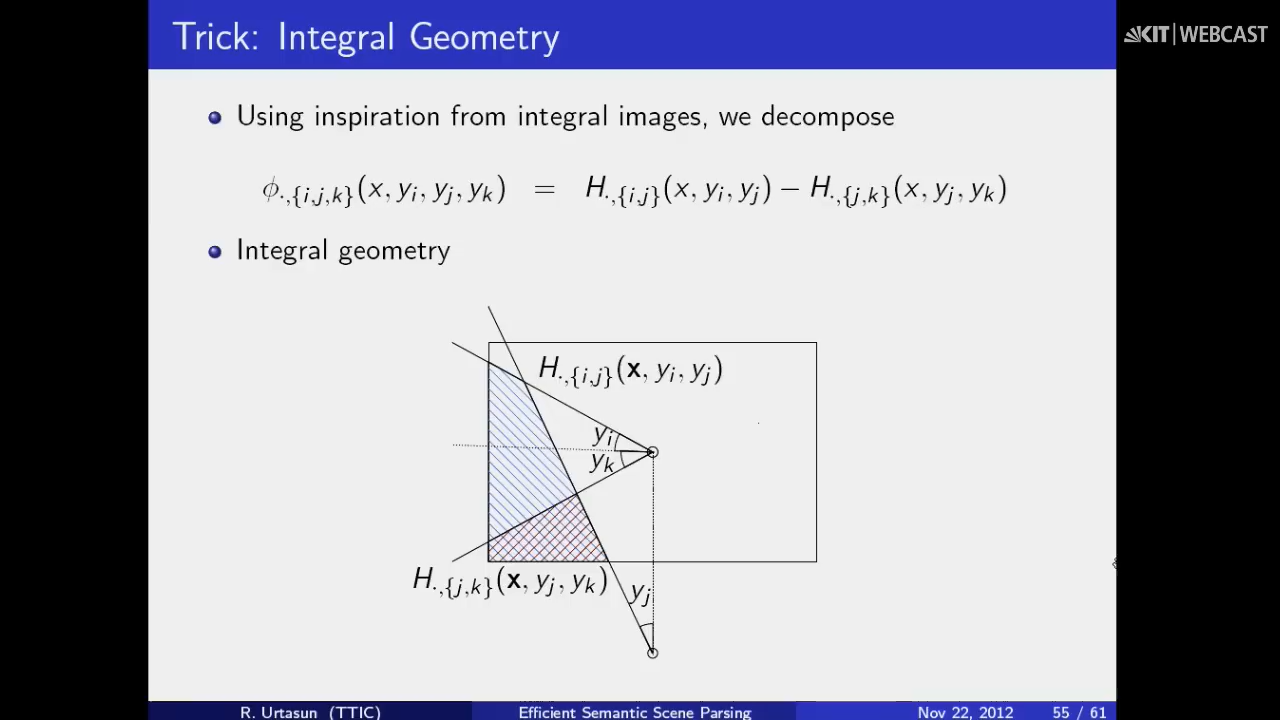 Trick: Integral Geometry
KIT | WEBCAST
Using inspiration from integral images, we decompose
ϕ·,{i,j,k}(x, yi, yj, yk) = H·,{i,j}(x, yi, yj) − H·,{j,k}(x, yj, yk)
Integral geometry
H·,{i,j}(x, yi, yj)
yi
yk
H·,{j,k}(x, yj, yk)
yj
R. Urtasun (TTIC) Efficient Semantic Scene Parsing Nov 22, 2012 55 / 61